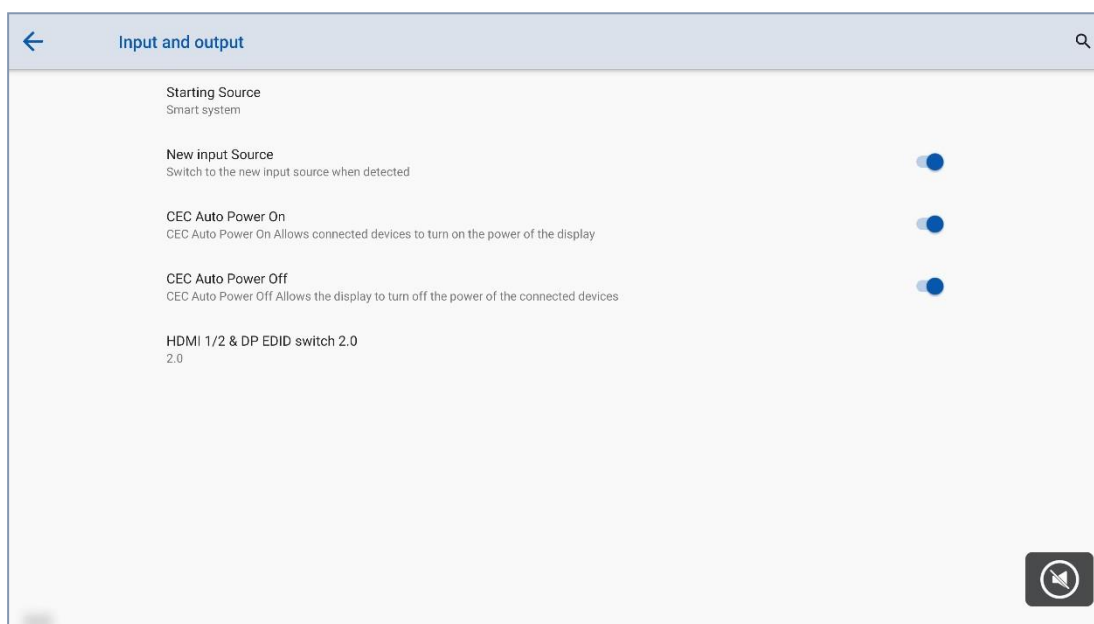 Input and output
Starting Source
Smart system
New input Source
Switch to the new input source when detected
CEC Auto Power On
CEC Auto Power On Allows connected devices to turn on the power of the display
CEC Auto Power Off
CEC Auto Power Off Allows the display to turn off the power of the connected devices
HDMI 1/2 & DP EDID switch 2.0
2.0